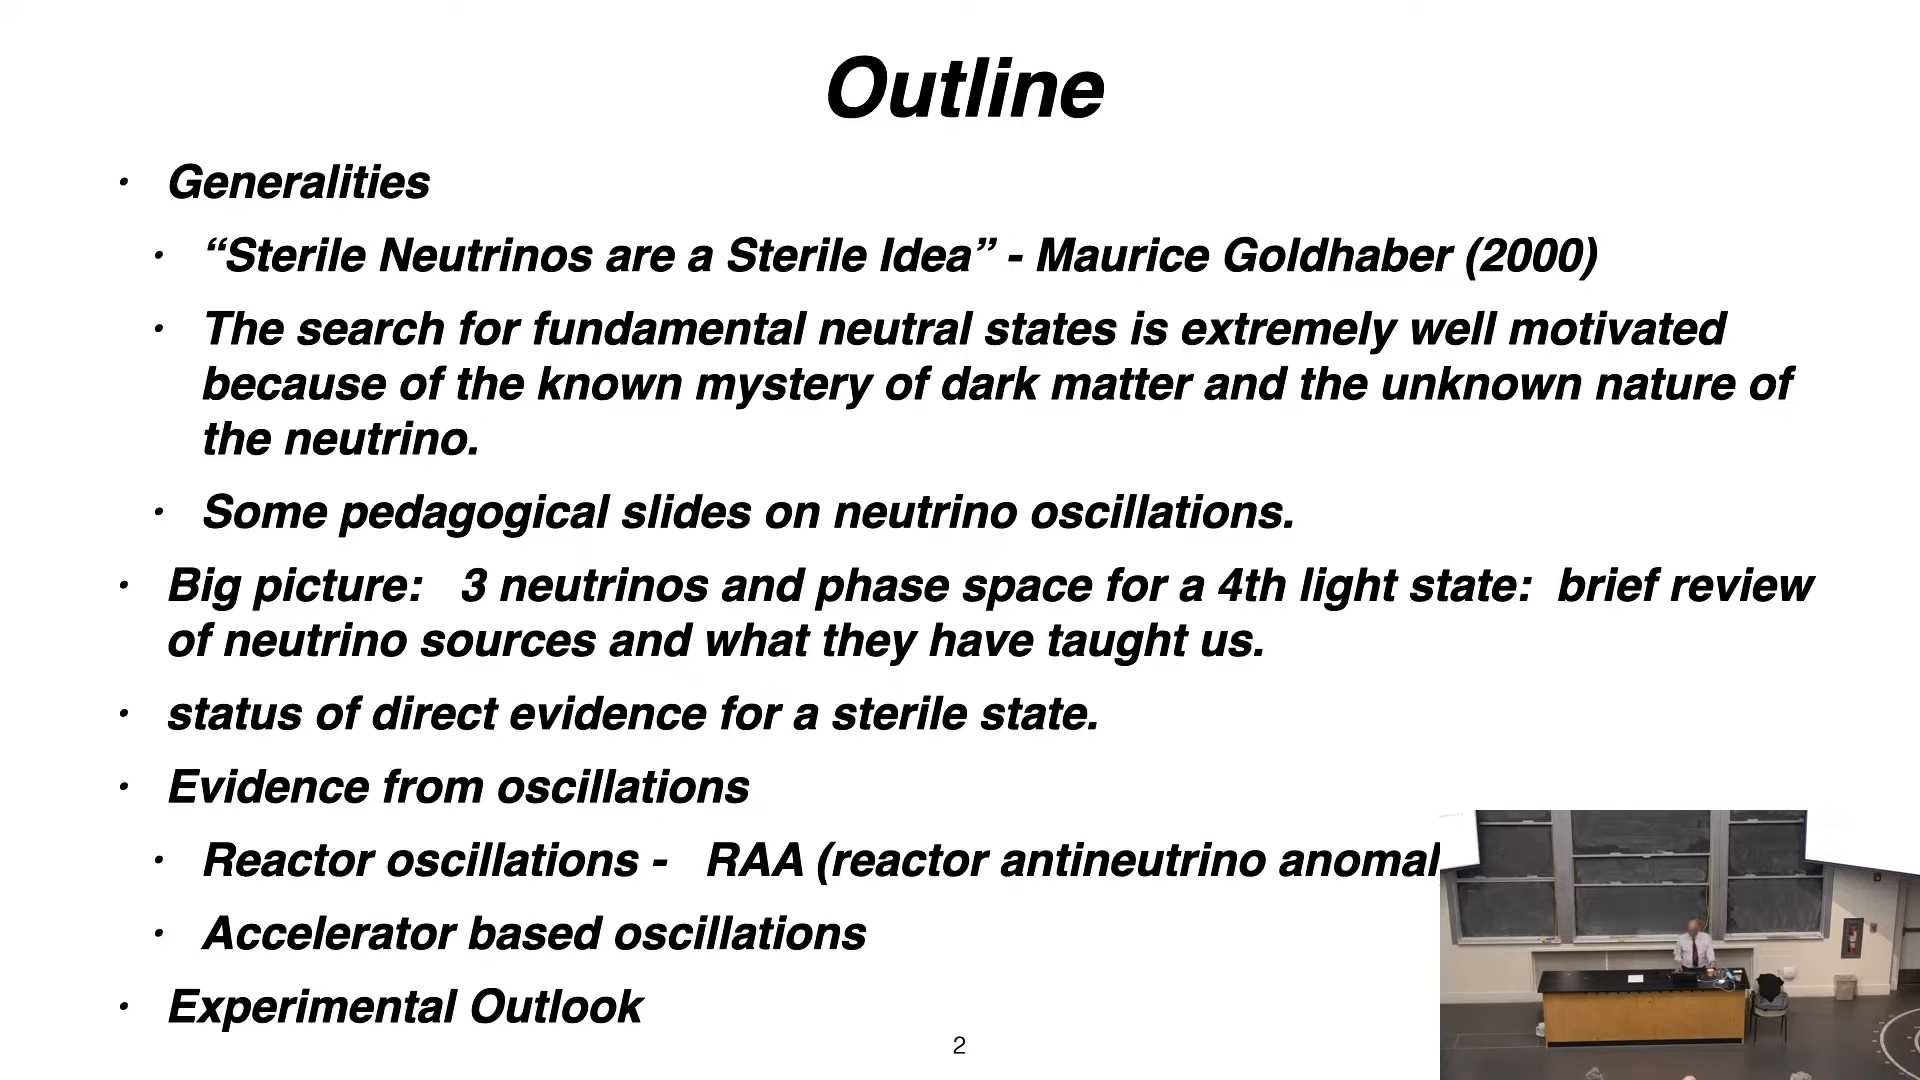 Outline
• Generalities
• “Sterile Neutrinos are a Sterile Idea” - Maurice Goldhaber (2000)
• The search for fundamental neutral states is extremely well motivated
because of the known mystery of dark matter and the unknown nature of
the neutrino.
• Some pedagogical slides on neutrino oscillations.
• Big picture: 3 neutrinos and phase space for a 4th light state: brief review
of neutrino sources and what they have taught us.
• status of direct evidence for a sterile state.
• Evidence from oscillations
• Reactor oscillations - RAA (reactor antineutrino anomal
• Accelerator based oscillations
• Experimental Outlook
2